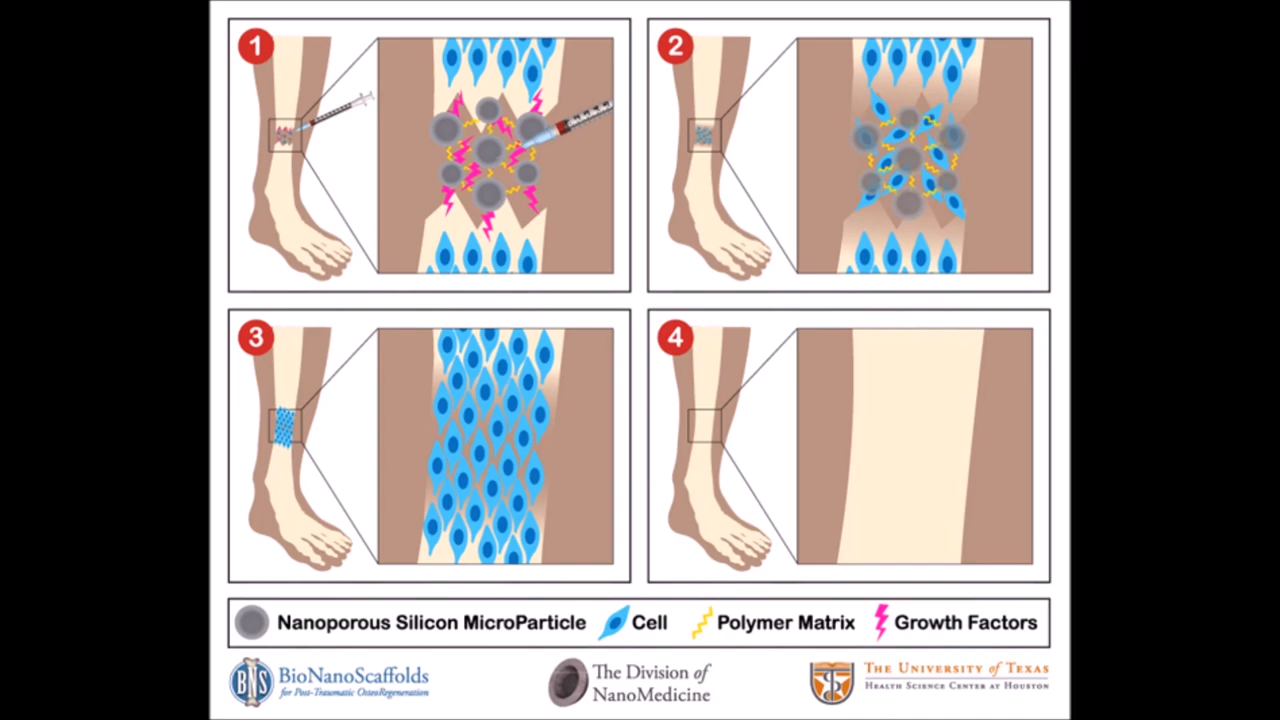 1
2
3
4
Nanoporous Silicon MicroParticle Cell Polymer Matrix Growth Factors
BNS
BioNanoScaffolds
for Post-Traumatic OsteoRegeneration
The Division of
NanoMedicine
THE UNIVERSITY of TEXAS
HEALTH SCIENCE CENTER AT HOUSTON